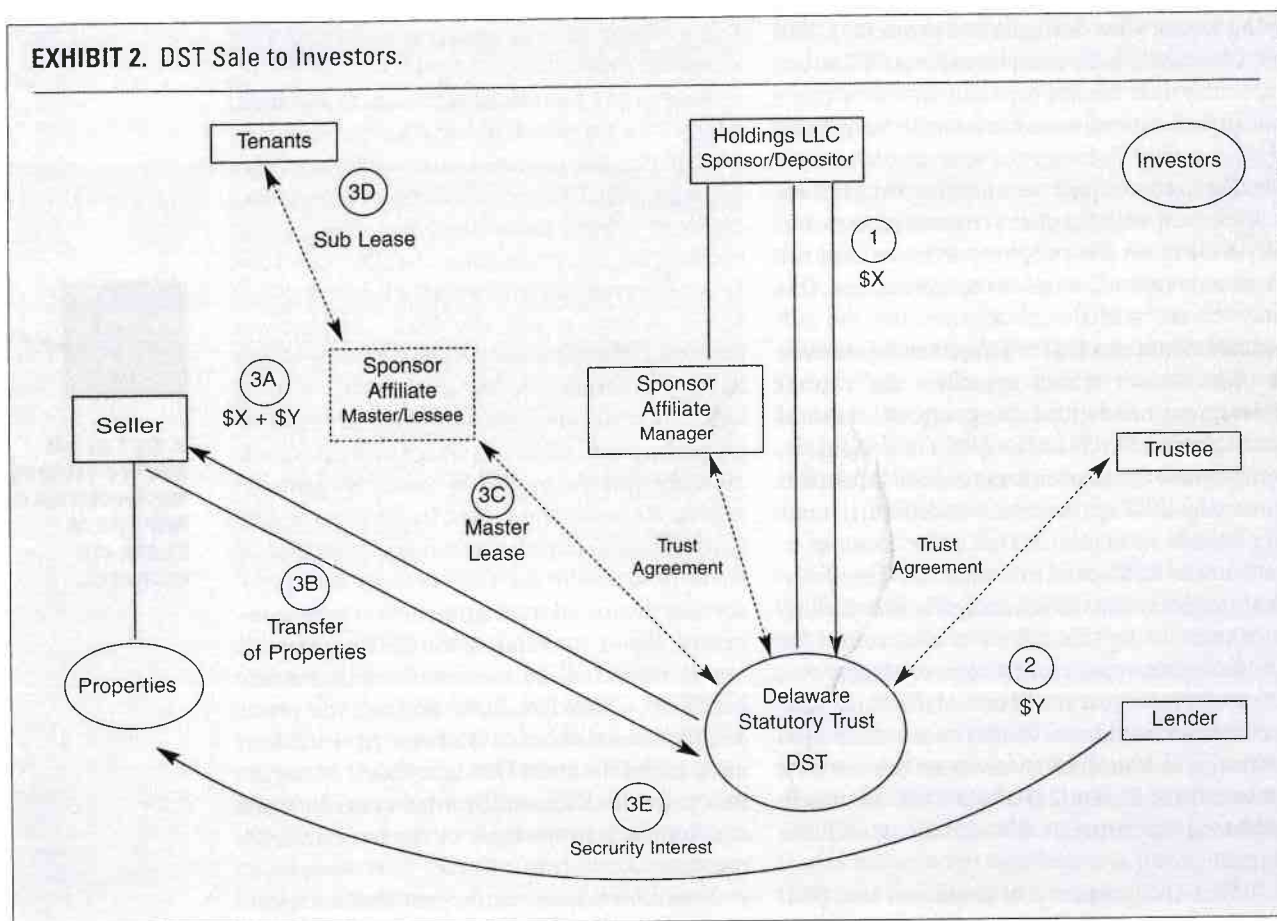 EXHIBIT 2. DST Sale to Investors.
Tenants
Holdings LLC
Sponsor/Depositor
Investors
3D
Sub Lease
1
$X
3A
$X + $Y
Sponsor
Affiliate
Master/Lessee
Sponsor
Affiliate
Manager
Seller
Trustee
3C
Master
Lease
Trust
Agreement
Trust
Agreement
3B
Transfer
of Properties
Properties
Delaware
Statutory Trust
DST
2
$Y
Lender
3E
Secrurity Interest